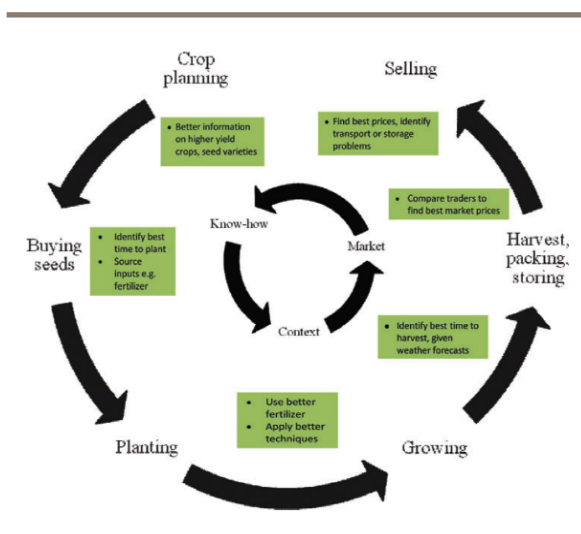 Crop
planning
Selling
• Better information
on higher yield
crops, seed varieties
• Find best prices, identify
transport or storage
problems
• Compare traders to
find best market prices
Know-how
Market
Context
Buying
seeds
• Identify best
time to plant
• Source
inputs e.g.
fertilizer
Harvest,
packing,
storing
• Identify best time to
harvest, given
weather forecasts
• Use better
fertilizer
• Apply better
techniques
Planting
Growing